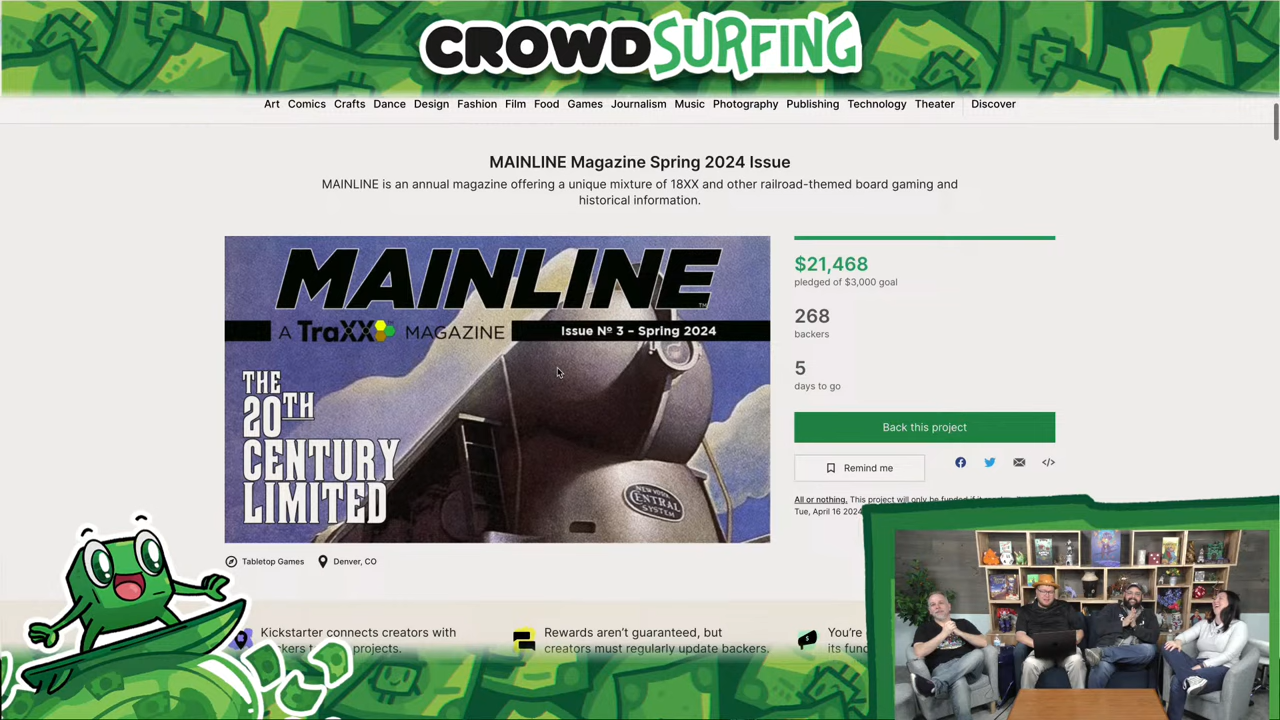 CROWDSURFING
Art Comics Crafts Dance Design Fashion Film Food Games Journalism Music Photography Publishing Technology Theater Discover
MAINLINE Magazine Spring 2024 Issue
MAINLINE is an annual magazine offering a unique mixture of 18XX and other railroad-themed board gaming and
historical information.
MAINLINE
TM
A TraXX MAGAZINE
Issue Nº 3 – Spring 2024
THE
20TH
CENTURY
LIMITED
NEW YORK
CENTRAL
SYSTEM
$21,468
pledged of $3,000 goal
268
backers
5
days to go
Back this project
Remind me
All or nothing. This project will only be funded if it
Tue, April 16 2024
Tabletop Games
Denver, CO
Kickstarter connects creators with
projects.
Rewards aren't guaranteed, but
creators must regularly update backers.
You're
its